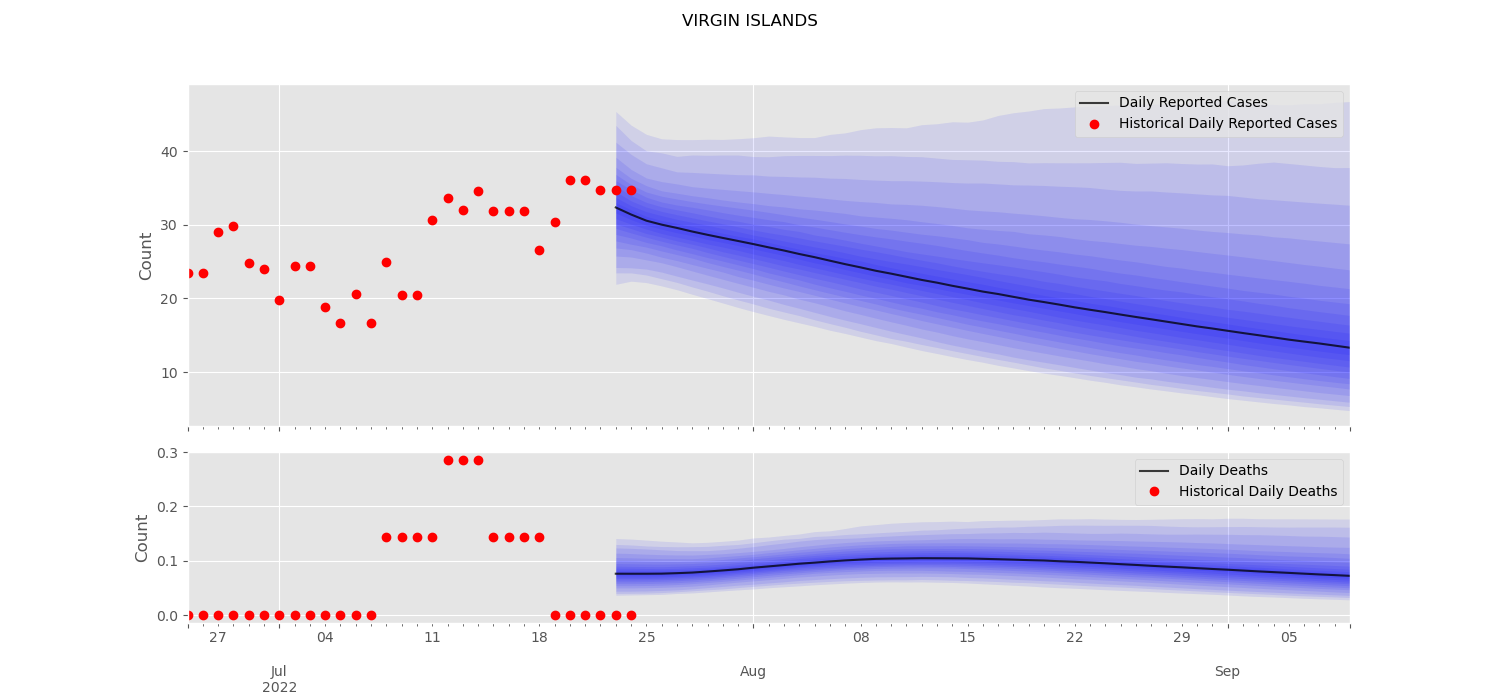 VIRGIN ISLANDS
Daily Reported Cases
Historical Daily Reported Cases
40
30
20
10
Count
Daily Deaths
Historical Daily Deaths
0.3
0.2
0.1
0.0
Count
27 04 11 18 25 08 15 22 29 05
Jul Aug Sep
2022